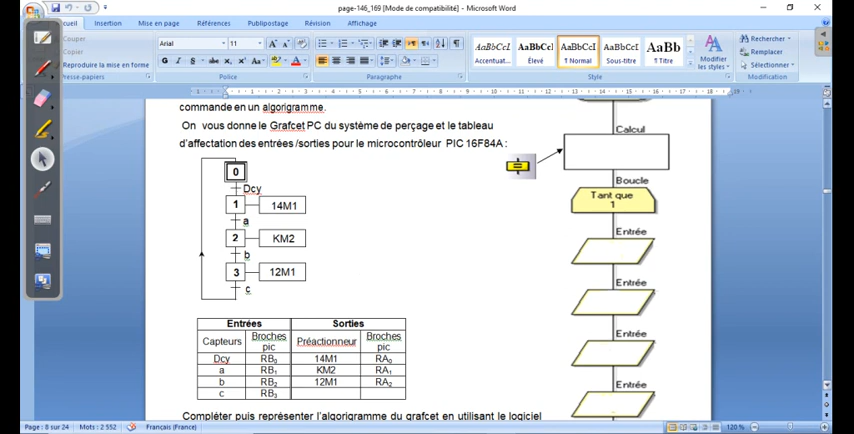 page-146_169 [Mode de compatibilité] - Microsoft Word
cueil Insertion Mise en page Références Publipostage Révision Affichage
Couper
Copier
Reproduire la mise en forme
Presse-papiers
Arial 11
Police
Paragraphe
AaBbCcI AaBbCc AaBbCcI AaBbCcI AaBb
Accentuat... Élevé ¶ Normal Sous-titre ¶ Titre
Modifier les styles
Style
Rechercher
Remplacer
Sélectionner
Modification
commande en un algorigramme.
On vous donne le Grafcet PC du système de perçage et le tableau
d'affectation des entrées /sorties pour le microcontrôleur PIC 16F84A :
0
Dcy
1 14M1
a
2 KM2
b
3 12M1
c
Entrées Sorties
Capteurs Broches pic Préactionneur Broches pic
Dcy RB0 14M1 RA0
a RB1 KM2 RA1
b RB2 12M1 RA2
c RB3
Compléter puis représenter l'algorigramme du grafcet en utilisant le logiciel
Calcul
Boucle
Tant que
1
Entrée
Entrée
Entrée
Entrée
Page : 8 sur 24 Mots : 2 552 Français (France) 120 %